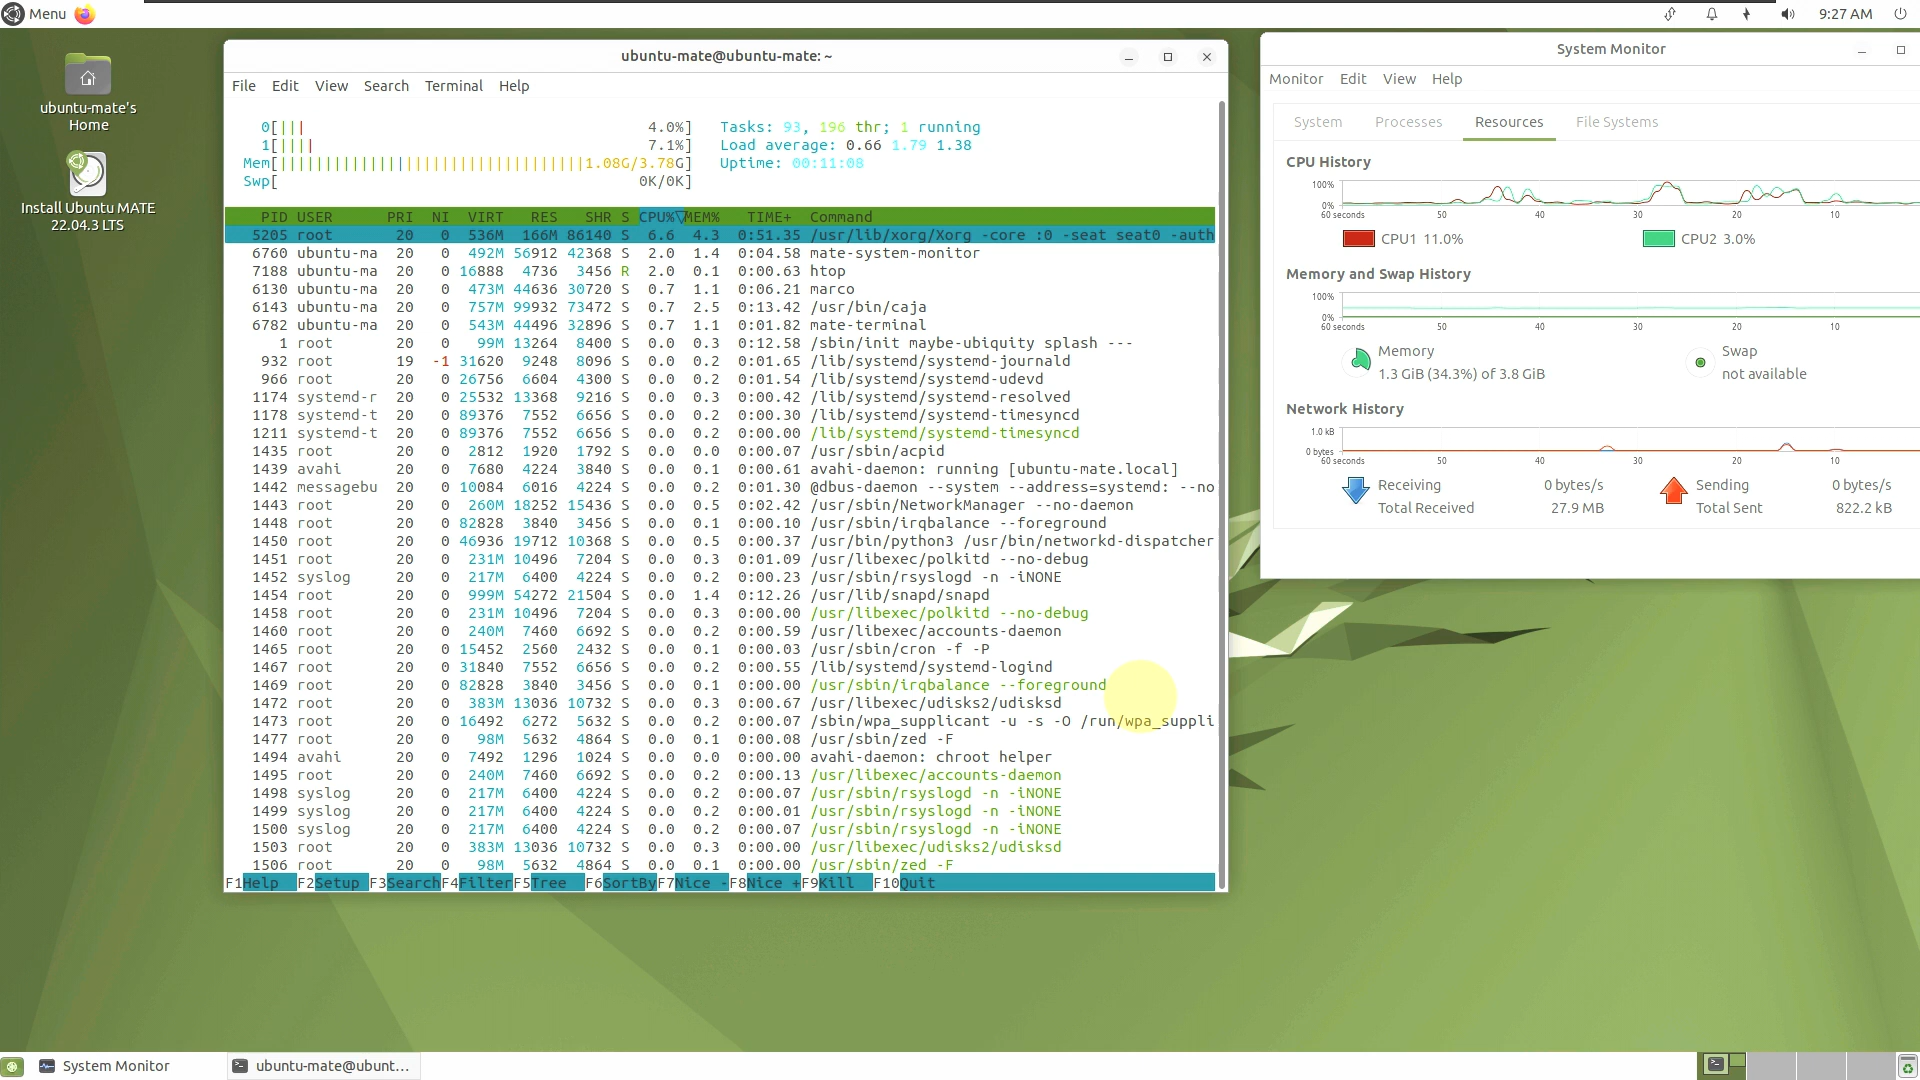 Menu
9:27 AM
ubuntu-mate's
Home
Install Ubuntu MATE
22.04.3 LTS
ubuntu-mate@ubuntu-mate: ~
File Edit View Search Terminal Help
0[||| 4.0%] Tasks: 93, 196 thr; 1 running
1[|||| 7.1%] Load average: 0.66 1.79 1.38
Mem[||||||||||||||||||||||||||||||||||1.08G/3.78G] Uptime: 00:11:08
Swp[ 0K/0K]
PID USER PRI NI VIRT RES SHR S CPU%▽MEM% TIME+ Command
5205 root 20 0 536M 166M 86140 S 6.6 4.3 0:51.35 /usr/lib/xorg/Xorg -core :0 -seat seat0 -auth
6760 ubuntu-ma 20 0 492M 56912 42368 S 2.0 1.4 0:04.58 mate-system-monitor
7188 ubuntu-ma 20 0 16888 4736 3456 R 2.0 0.1 0:00.63 htop
6130 ubuntu-ma 20 0 473M 44636 30720 S 0.7 1.1 0:06.21 marco
6143 ubuntu-ma 20 0 757M 99932 73472 S 0.7 2.5 0:13.42 /usr/bin/caja
6782 ubuntu-ma 20 0 543M 44496 32896 S 0.7 1.1 0:01.82 mate-terminal
1 root 20 0 99M 13264 8400 S 0.0 0.3 0:12.58 /sbin/init maybe-ubiquity splash ---
932 root 19 -1 31620 9248 8096 S 0.0 0.2 0:01.65 /lib/systemd/systemd-journald
966 root 20 0 26756 6604 4300 S 0.0 0.2 0:01.54 /lib/systemd/systemd-udevd
1174 systemd-r 20 0 25532 13368 9216 S 0.0 0.3 0:00.42 /lib/systemd/systemd-resolved
1178 systemd-t 20 0 89376 7552 6656 S 0.0 0.2 0:00.30 /lib/systemd/systemd-timesyncd
1211 systemd-t 20 0 89376 7552 6656 S 0.0 0.2 0:00.00 /lib/systemd/systemd-timesyncd
1435 root 20 0 2812 1920 1792 S 0.0 0.0 0:00.07 /usr/sbin/acpid
1439 avahi 20 0 7680 4224 3840 S 0.0 0.1 0:00.61 avahi-daemon: running [ubuntu-mate.local]
1442 messagebu 20 0 10084 6016 4224 S 0.0 0.2 0:01.30 @dbus-daemon --system --address=systemd: --no
1443 root 20 0 260M 18252 15436 S 0.0 0.5 0:02.42 /usr/sbin/NetworkManager --no-daemon
1448 root 20 0 82828 3840 3456 S 0.0 0.1 0:00.10 /usr/sbin/irqbalance --foreground
1450 root 20 0 46936 19712 10368 S 0.0 0.5 0:00.37 /usr/bin/python3 /usr/bin/networkd-dispatcher
1451 root 20 0 231M 10496 7204 S 0.0 0.3 0:01.09 /usr/libexec/polkitd --no-debug
1452 syslog 20 0 217M 6400 4224 S 0.0 0.2 0:00.23 /usr/sbin/rsyslogd -n -iNONE
1454 root 20 0 999M 54272 21504 S 0.0 1.4 0:12.26 /usr/lib/snapd/snapd
1458 root 20 0 231M 10496 7204 S 0.0 0.3 0:00.00 /usr/libexec/polkitd --no-debug
1460 root 20 0 240M 7460 6692 S 0.0 0.2 0:00.59 /usr/libexec/accounts-daemon
1465 root 20 0 15452 2560 2432 S 0.0 0.1 0:00.03 /usr/sbin/cron -f -P
1467 root 20 0 31840 7552 6656 S 0.0 0.2 0:00.55 /lib/systemd/systemd-logind
1469 root 20 0 82828 3840 3456 S 0.0 0.1 0:00.00 /usr/sbin/irqbalance --foreground
1472 root 20 0 383M 13036 10732 S 0.0 0.3 0:00.67 /usr/libexec/udisks2/udisksd
1473 root 20 0 16492 6272 5632 S 0.0 0.2 0:00.07 /sbin/wpa_supplicant -u -s -O /run/wpa_suppli
1477 root 20 0 98M 5632 4864 S 0.0 0.1 0:00.08 /usr/sbin/zed -F
1494 avahi 20 0 7492 1296 1024 S 0.0 0.0 0:00.00 avahi-daemon: chroot helper
1495 root 20 0 240M 7460 6692 S 0.0 0.2 0:00.13 /usr/libexec/accounts-daemon
1498 syslog 20 0 217M 6400 4224 S 0.0 0.2 0:00.07 /usr/sbin/rsyslogd -n -iNONE
1499 syslog 20 0 217M 6400 4224 S 0.0 0.2 0:00.01 /usr/sbin/rsyslogd -n -iNONE
1500 syslog 20 0 217M 6400 4224 S 0.0 0.2 0:00.07 /usr/sbin/rsyslogd -n -iNONE
1503 root 20 0 383M 13036 10732 S 0.0 0.3 0:00.00 /usr/libexec/udisks2/udisksd
1506 root 20 0 98M 5632 4864 S 0.0 0.1 0:00.00 /usr/sbin/zed -F
F1Help F2Setup F3SearchF4FilterF5Tree F6SortByF7Nice -F8Nice +F9Kill F10Quit
System Monitor
Monitor Edit View Help
System Processes Resources File Systems
CPU History
100%
0%
60 seconds 50 40 30 20 10
CPU1 11.0% CPU2 3.0%
Memory and Swap History
100%
0%
60 seconds 50 40 30 20 10
Memory Swap
1.3 GiB (34.3%) of 3.8 GiB not available
Network History
1.0 kB
0 bytes
60 seconds 50 40 30 20 10
Receiving 0 bytes/s Sending 0 bytes/s
Total Received 27.9 MB Total Sent 822.2 kB
System Monitor ubuntu-mate@ubunt...